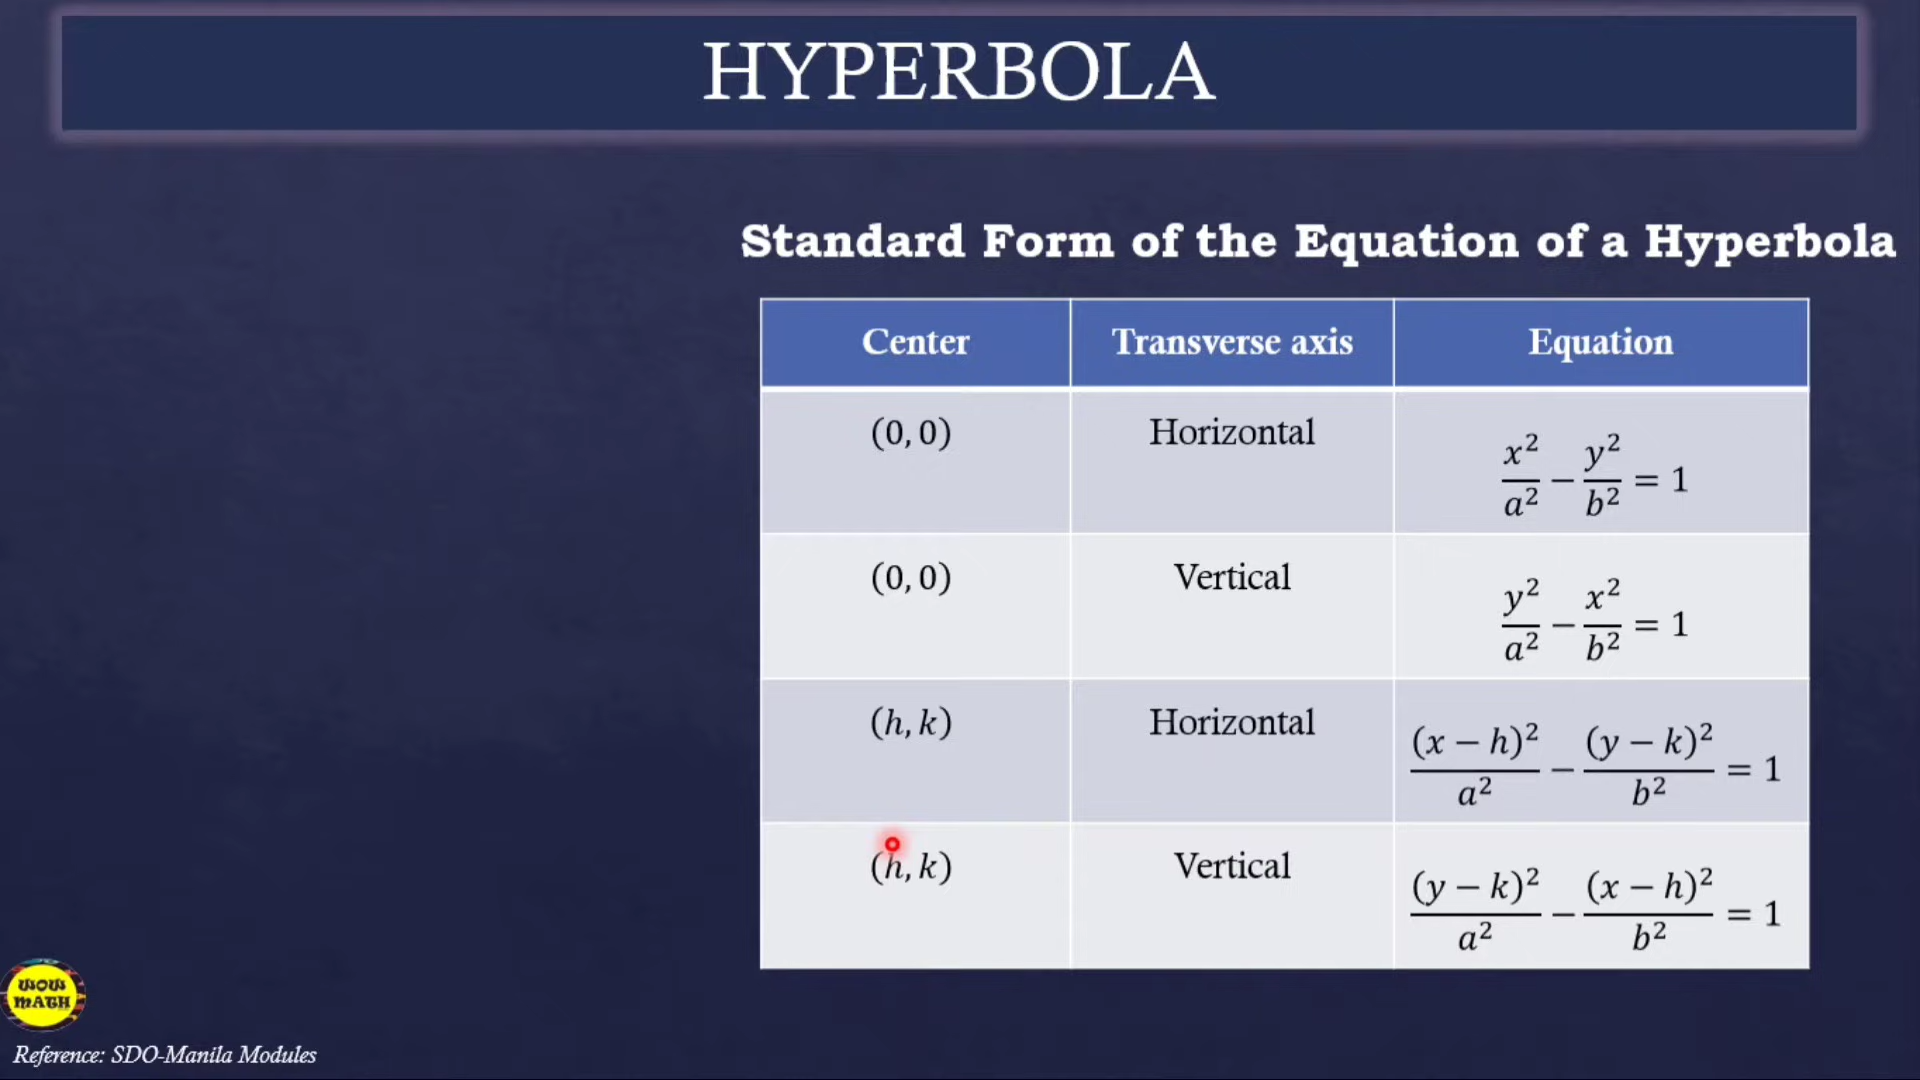 HYPERBOLA
Standard Form of the Equation of a Hyperbola
Center Transverse axis Equation
(0, 0) Horizontal x²/a² − y²/b² = 1
(0, 0) Vertical y²/a² − x²/b² = 1
(h, k) Horizontal (x − h)²/a² − (y − k)²/b² = 1
(h, k) Vertical (y − k)²/a² − (x − h)²/b² = 1
WOW
MATH
Reference: SDO-Manila Modules